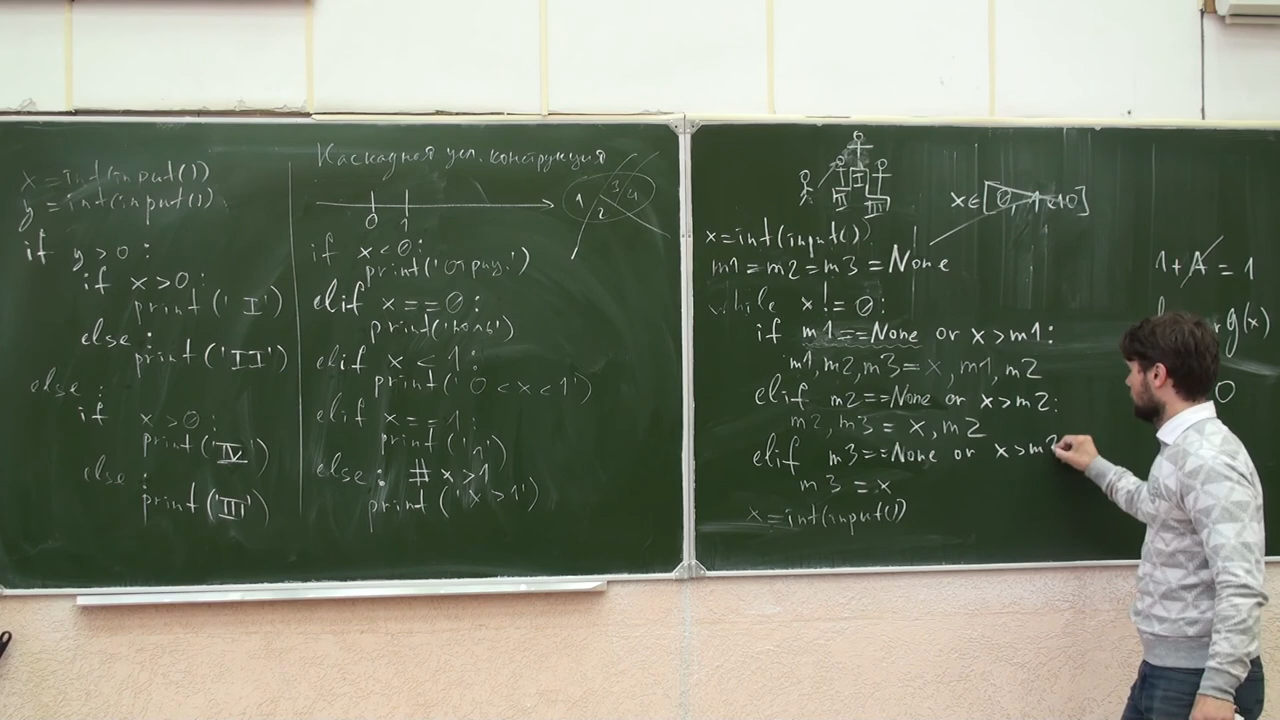 x = int(input())
y = int(input())
if y > 0 :
if x > 0 :
print(' I ')
else :
print('II')
else :
if x > 0 :
print('IV')
else :
print('III')
Каскадная усл. конструкция
0 1
1 2 3 4
if x < 0 :
print('отриц.')
elif x == 0 :
print('ноль')
elif x < 1 :
print(' 0 < x < 1')
elif x == 1 :
else : # x > 1
print ('x > 1')
I
II
III
x ∈ [0, 1
x = int(input())
m1 = m2 = m3 = None
while x != 0 :
if m1 == None or x > m1 :
m1, m2, m3 = x, m1, m2
elif m2 == None or x > m2 :
m2, m3 = x, m2
elif m3 == None or x > m3
m3 = x
x = int(input())
1 + A = 1
g(x)
0